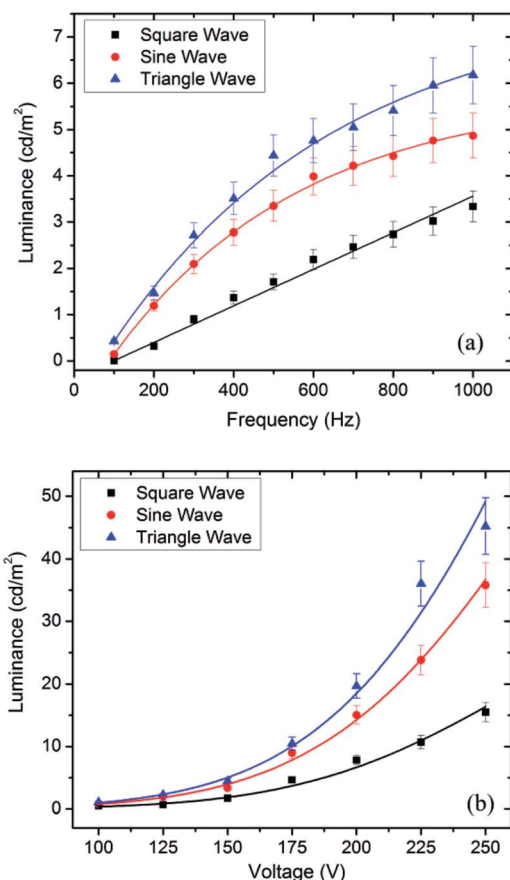 7
6
5
4
3
2
1
0
Luminance (cd/m²)
Square Wave
Sine Wave
Triangle Wave
(a)
0 200 400 600 800 1000
Frequency (Hz)
50
40
30
20
10
0
Luminance (cd/m²)
Square Wave
Sine Wave
Triangle Wave
(b)
100 125 150 175 200 225 250
Voltage (V)